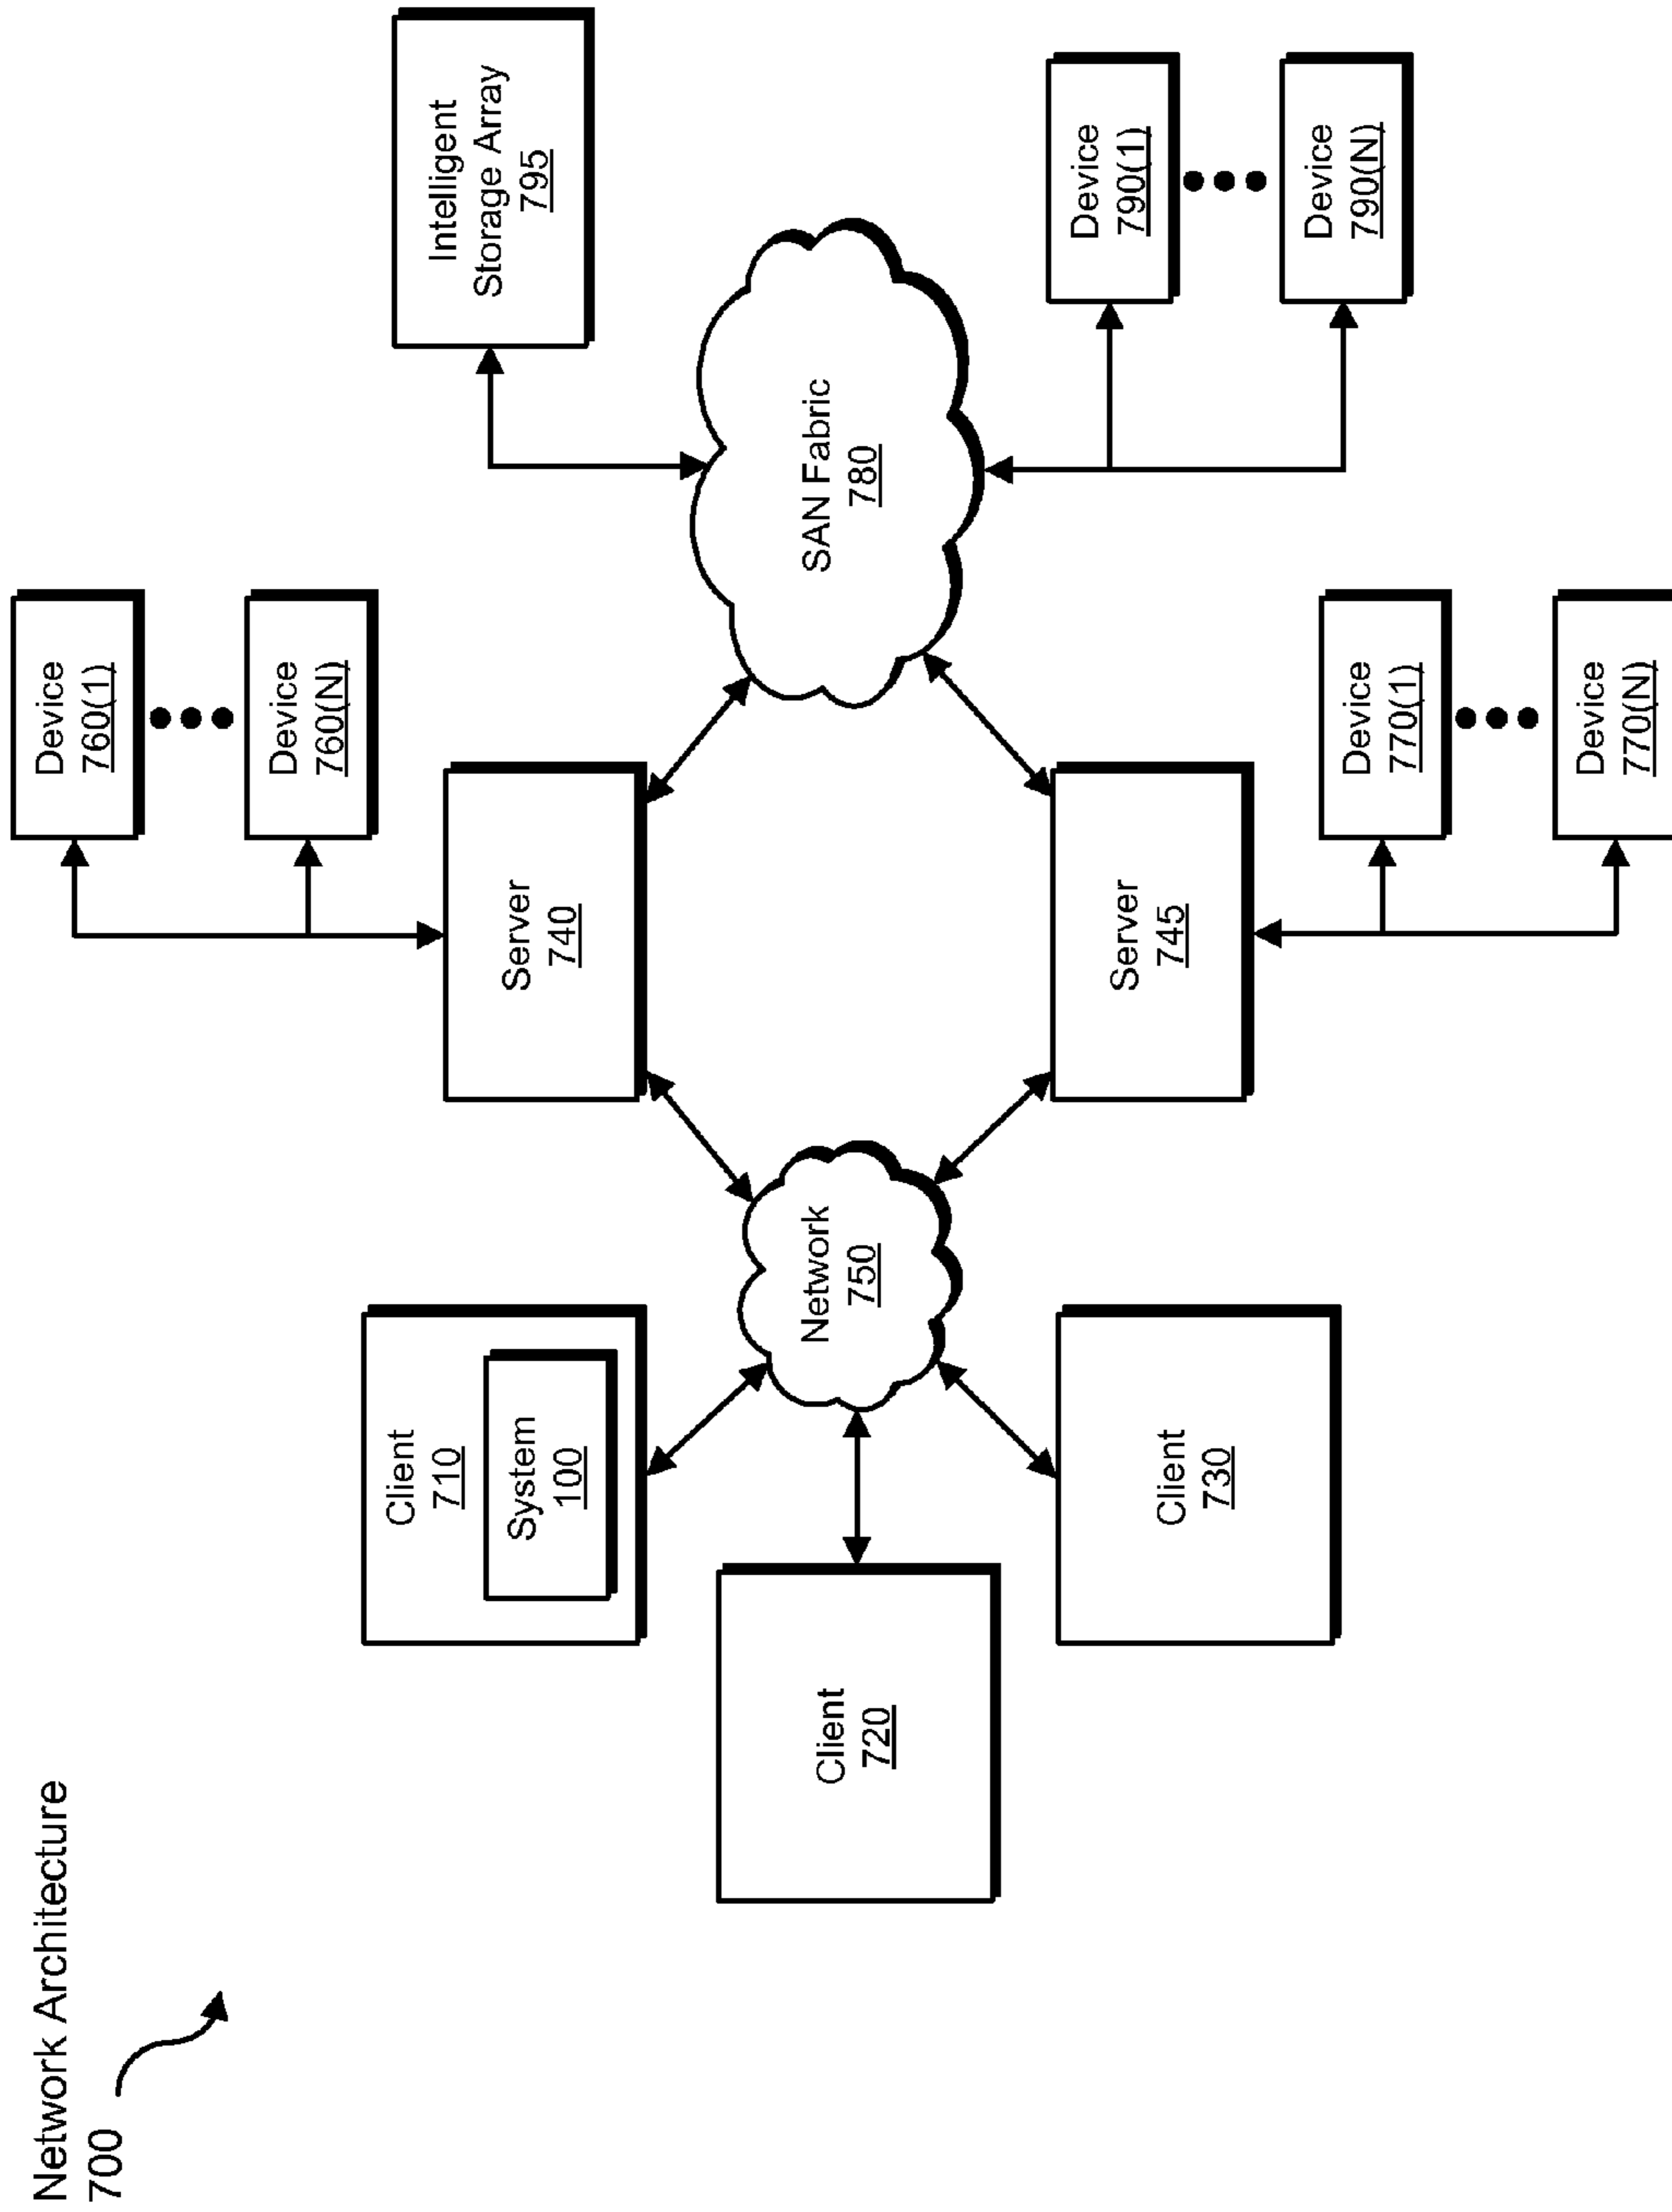 Network Architecture
700
Client
710
System
100
Client
720
Client
730
Network
750
Server
740
Server
745
Device
760(1)
Device
760(N)
Device
770(1)
Device
770(N)
SAN Fabric
780
Intelligent
Storage Array
795
Device
790(1)
Device
790(N)